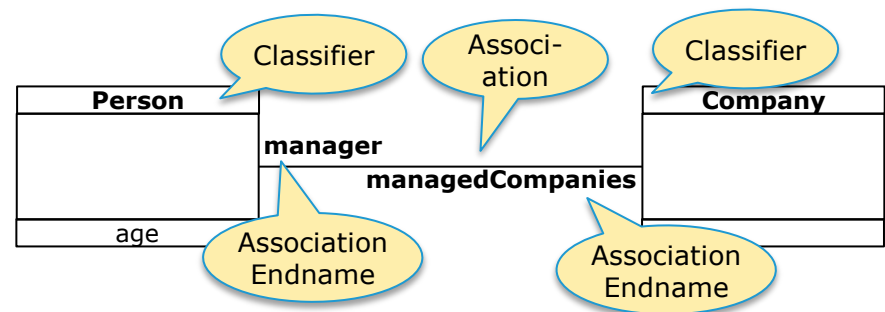 Classifier
Associ-
ation
Classifier
Person
Company
manager
managedCompanies
age
Association
Endname
Association
Endname